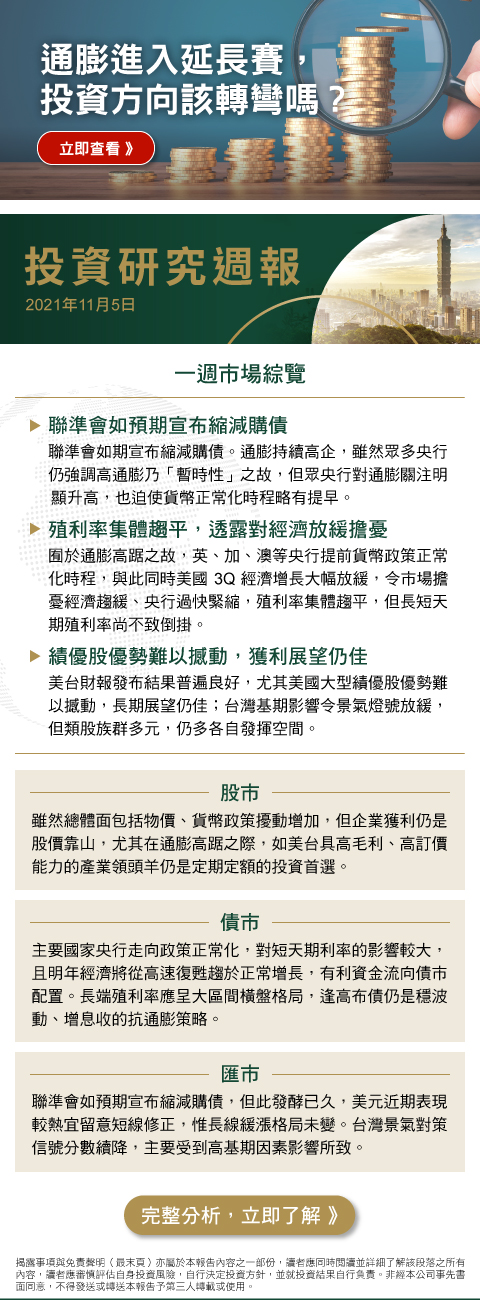 通膨進入延長賽，
投資方向該轉彎嗎？
立即查看 》
投資研究週報
2021年11月5日
一週市場綜覽
聯準會如預期宣布縮減購債
聯準會如期宣布縮減購債。通膨持續高企，雖然眾多央行
仍強調高通膨乃「暫時性」之故，但眾央行對通膨關注明
顯升高，也迫使貨幣正常化時程略有提早。
殖利率集體趨平，透露對經濟放緩擔憂
囿於通膨高踞之故，英、加、澳等央行提前貨幣政策正常
化時程，與此同時美國 3Q 經濟增長大幅放緩，令市場擔
憂經濟趨緩、央行過快緊縮，殖利率集體趨平，但長短天
期殖利率尚不致倒掛。
績優股優勢難以撼動，獲利展望仍佳
美台財報發布結果普遍良好，尤其美國大型績優股優勢難
以撼動，長期展望仍佳；台灣基期影響令景氣燈號放緩，
但類股族群多元，仍多各自發揮空間。
股市
雖然總體面包括物價、貨幣政策擾動增加，但企業獲利仍是
股價靠山，尤其在通膨高踞之際，如美台具高毛利、高訂價
能力的產業領頭羊仍是定期定額的投資首選。
債市
主要國家央行走向政策正常化，對短天期利率的影響較大，
且明年經濟將從高速復甦趨於正常增長，有利資金流向債市
配置。長端殖利率應呈大區間橫盤格局，逢高布債仍是穩波
動、增息收的抗通膨策略。
匯市
聯準會如預期宣布縮減購債，但此發酵已久，美元近期表現
較熱宜留意短線修正，惟長線緩漲格局未變。台灣景氣對策
信號分數續降，主要受到高基期因素影響所致。
完整分析，立即了解 》
揭露事項與免責聲明（最末頁）亦屬於本報告內容之一部份，讀者應同時閱讀並詳細了解該段落之所有
內容，讀者應審慎評估自身投資風險，自行決定投資方針，並就投資結果自行負責。非經本公司事先書
面同意，不得發送或轉送本報告予第三人轉載或使用。